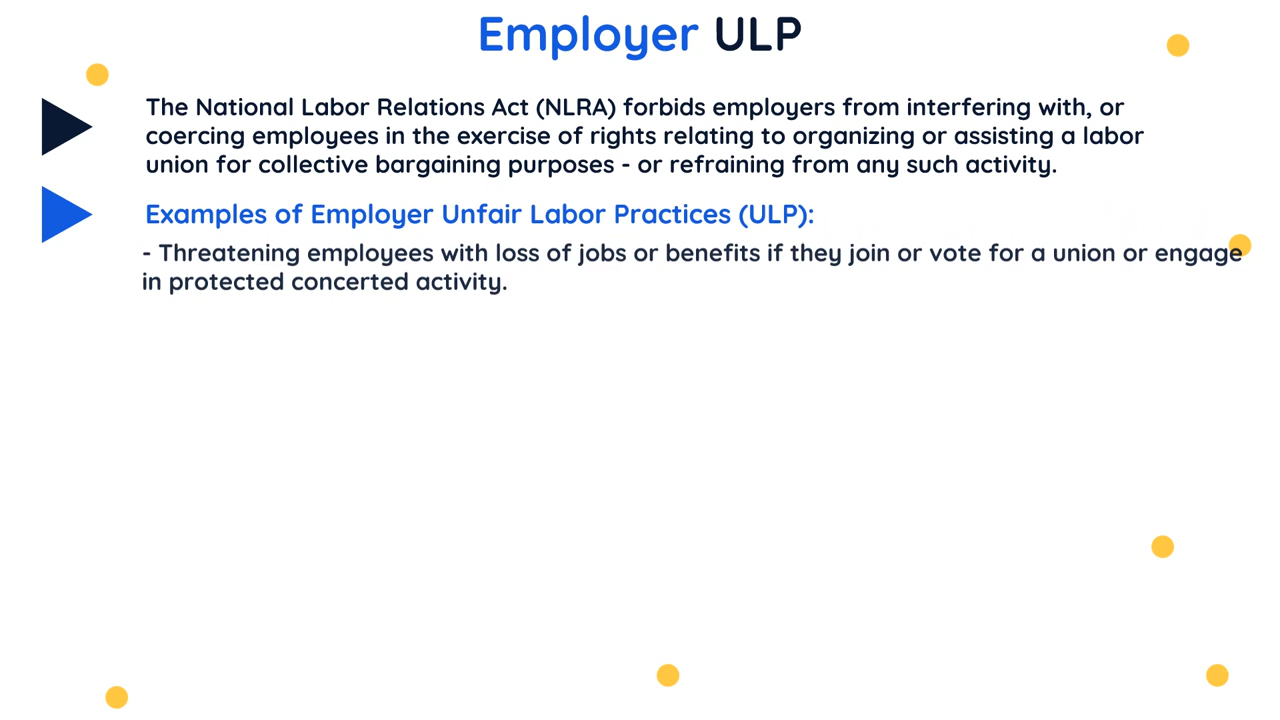 Employer ULP
The National Labor Relations Act (NLRA) forbids employers from interfering with, or
coercing employees in the exercise of rights relating to organizing or assisting a labor
union for collective bargaining purposes - or refraining from any such activity.
Examples of Employer Unfair Labor Practices (ULP):
- Threatening employees with loss of jobs or benefits if they join or vote for a union or engage
in protected concerted activity.